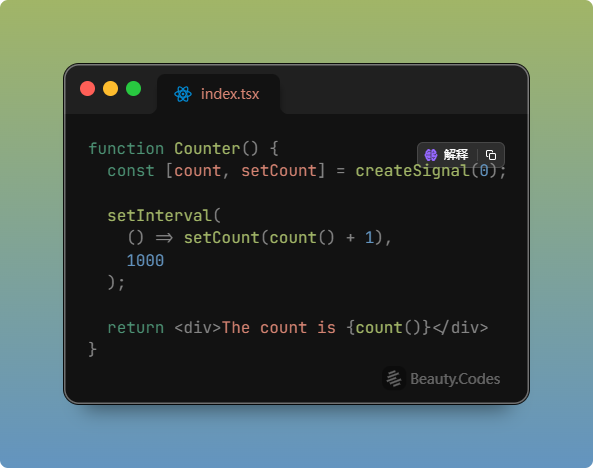 index.tsx
function Counter() {
解释
  const [count, setCount] = createSignal(0);

  setInterval(
    () => setCount(count() + 1),
    1000
  );

  return <div>The count is {count()}</div>
}
Beauty.Codes